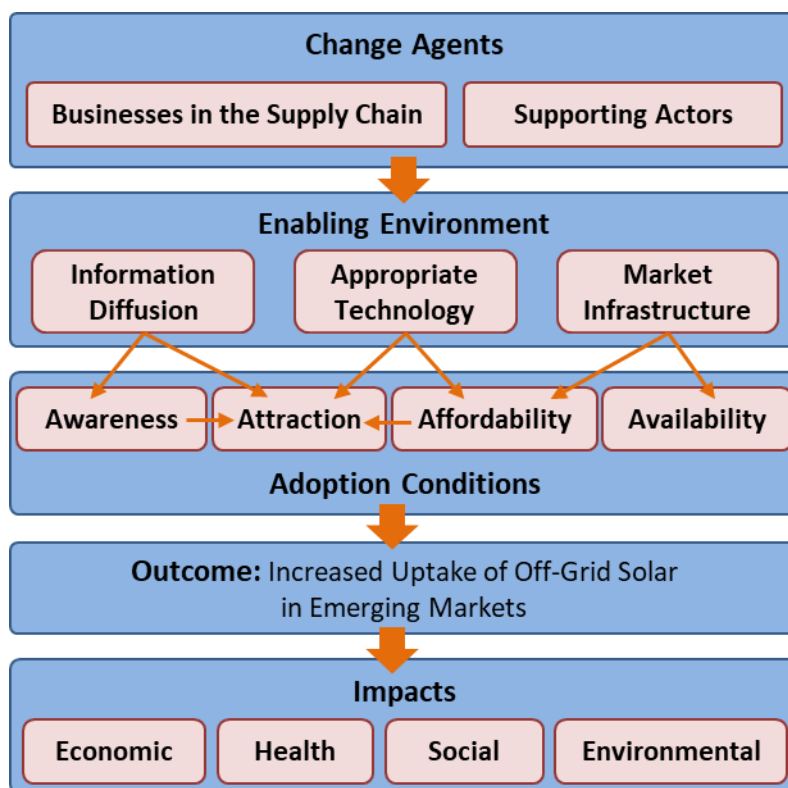 Change Agents
Businesses in the Supply Chain
Supporting Actors
Enabling Environment
Information
Diffusion
Appropriate
Technology
Market
Infrastructure
Awareness
Attraction
Affordability
Availability
Adoption Conditions
Outcome: Increased Uptake of Off-Grid Solar
in Emerging Markets
Impacts
Economic
Health
Social
Environmental